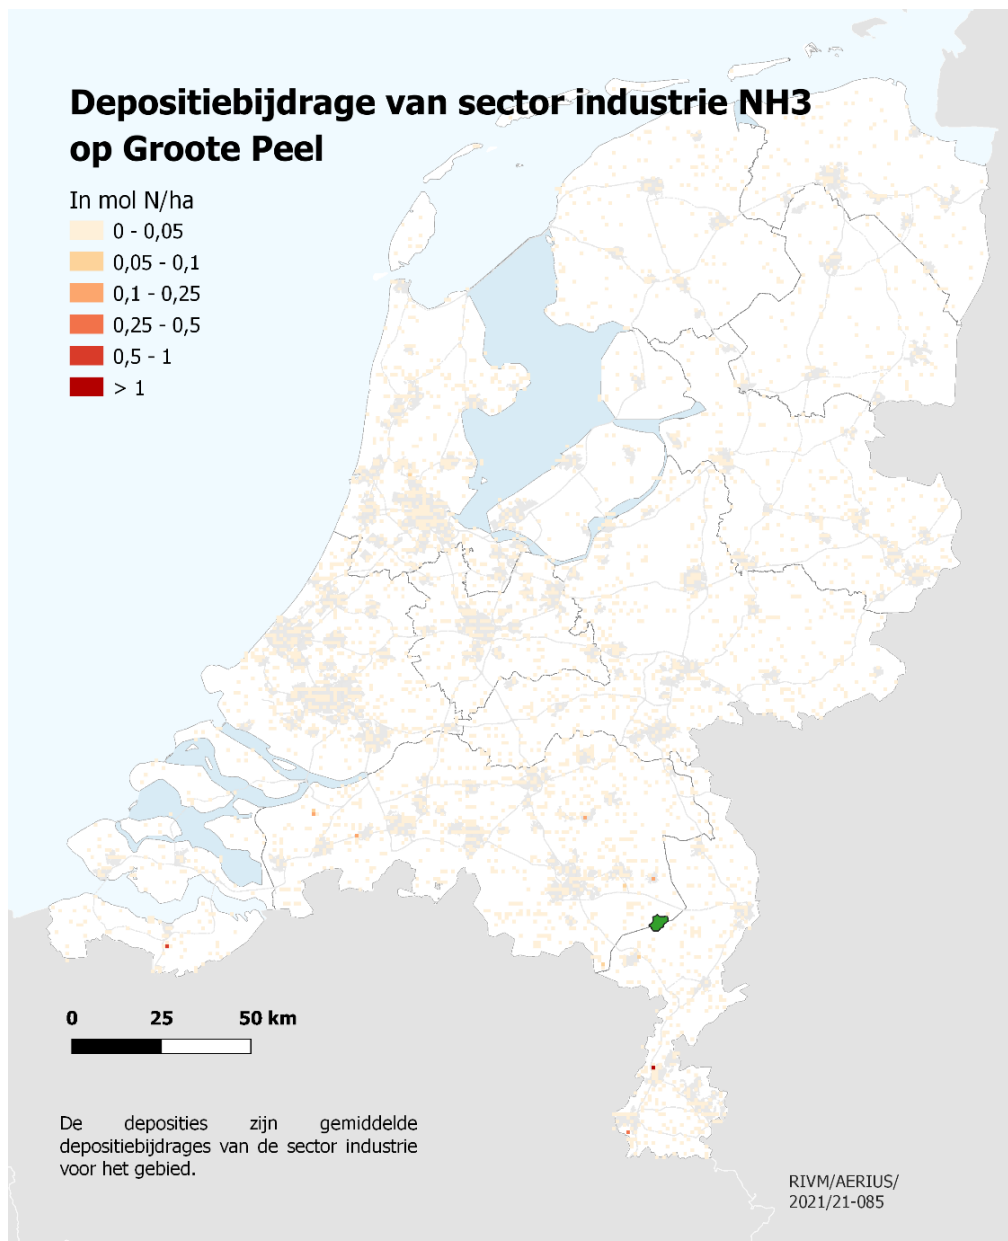 Depositiebijdrage van sector industrie NH3
op Groote Peel
In mol N/ha
0 - 0,05
0,05 - 0,1
0,1 - 0,25
0,25 - 0,5
0,5 - 1
> 1
0 25 50 km
De deposities zijn gemiddelde
depositiebijdrages van de sector industrie
voor het gebied.
RIVM/AERIUS/
2021/21-085